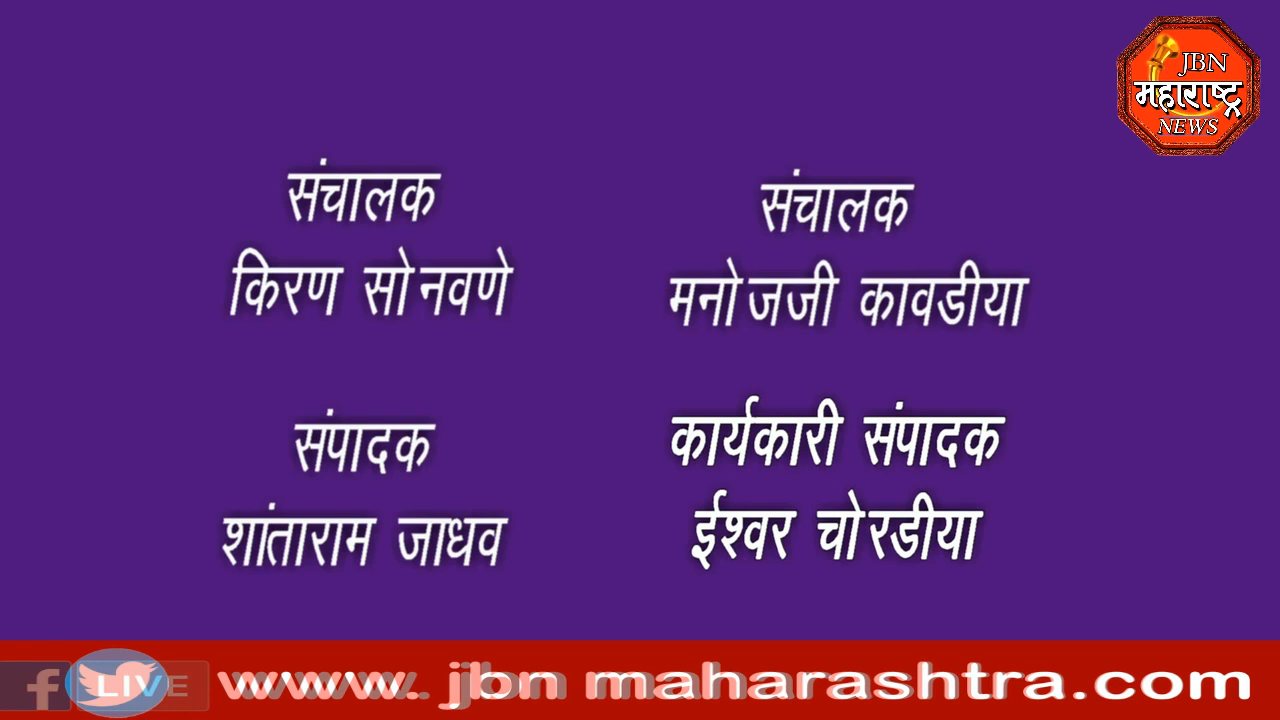 JBN
महाराष्ट्र
NEWS
संचालक
किरण सोनवणे
संचालक
मनोजजी कावडीया
संपादक
शांताराम जाधव
कार्यकारी संपादक
ईश्वर चोरडीया
f LIVE www. jbn maharashtra.com